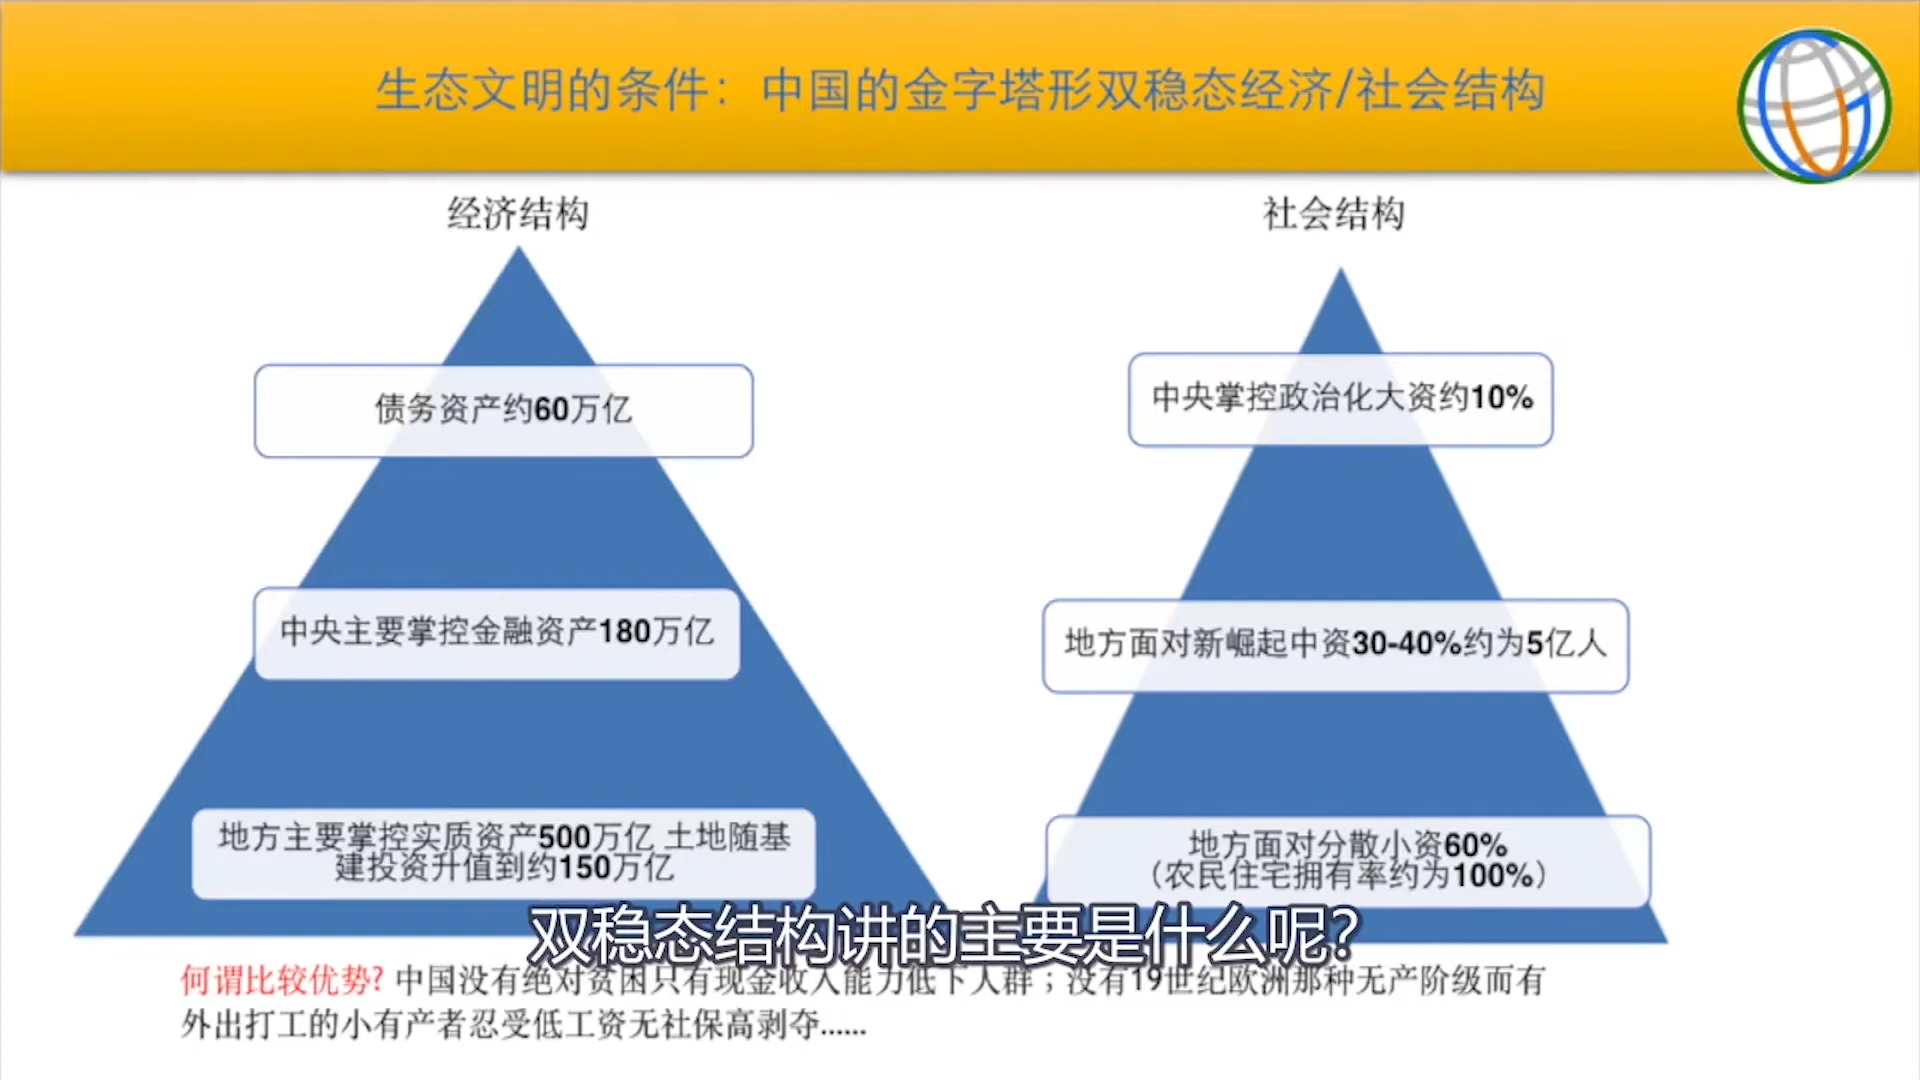 生态文明的条件：中国的金字塔形双稳态经济/社会结构
经济结构
债务资产约60万亿
中央主要掌控金融资产180万亿
地方主要掌控实质资产500万亿 土地随基
建投资升值到约150万亿
社会结构
中央掌控政治化大资约10%
地方面对新崛起中资30-40%约为5亿人
地方面对分散小资60%
（农民住宅拥有率约为100%）
双稳态结构讲的主要是什么呢?
何谓比较优势? 中国没有绝对贫困只有现金收入能力低下人群；没有19世纪欧洲那种无产阶级而有
外出打工的小有产者忍受低工资无社保高剥夺......